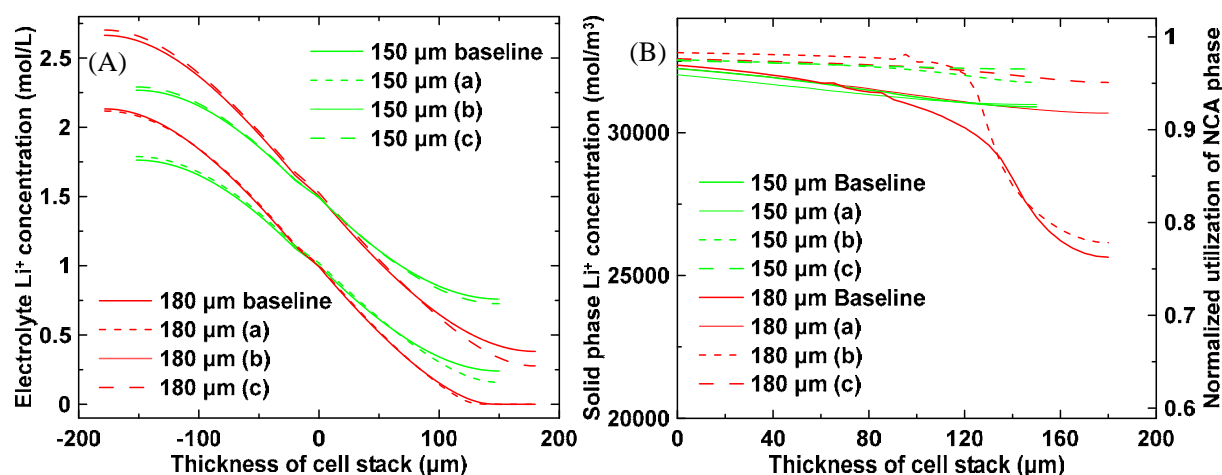 2.5
2
1.5
1
0.5
0
Electrolyte Li⁺ concentration (mol/L)
(A)
150 µm baseline
150 µm (a)
150 µm (b)
150 µm (c)
180 µm baseline
180 µm (a)
180 µm (b)
180 µm (c)
-200 -100 0 100 200
Thickness of cell stack (µm)
30000
25000
20000
Solid phase Li⁺ concentration (mol/m³)
(B)
150 µm Baseline
150 µm (a)
150 µm (b)
150 µm (c)
180 µm Baseline
180 µm (a)
180 µm (b)
180 µm (c)
0 40 80 120 160 200
Thickness of cell stack (µm)
1
0.9
0.8
0.7
0.6
Normalized utilization of NCA phase